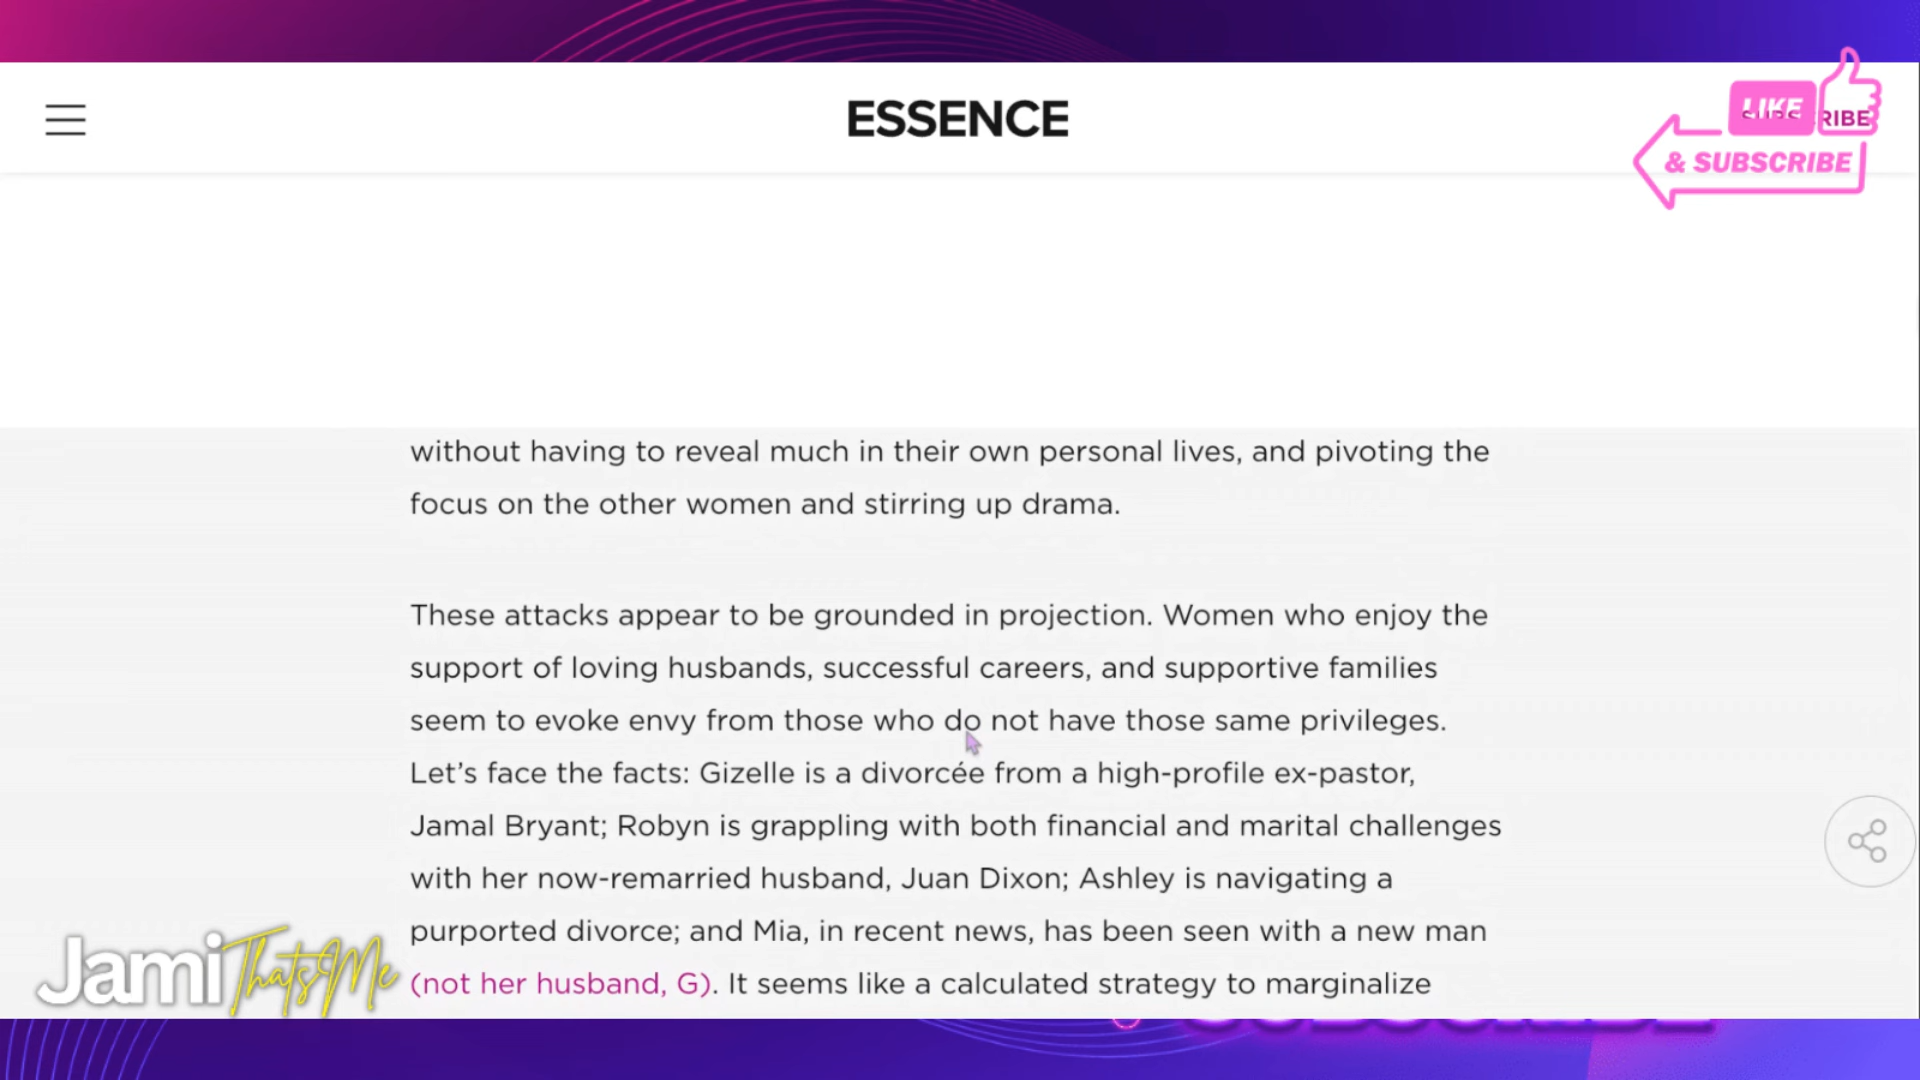 ESSENCE
LIKE
RIBE
& SUBSCRIBE
without having to reveal much in their own personal lives, and pivoting the
focus on the other women and stirring up drama.
These attacks appear to be grounded in projection. Women who enjoy the
support of loving husbands, successful careers, and supportive families
seem to evoke envy from those who do not have those same privileges.
Let’s face the facts: Gizelle is a divorcée from a high-profile ex-pastor,
Jamal Bryant; Robyn is grappling with both financial and marital challenges
with her now-remarried husband, Juan Dixon; Ashley is navigating a
purported divorce; and Mia, in recent news, has been seen with a new man
(not her husband, G). It seems like a calculated strategy to marginalize
Jami ThatsMe